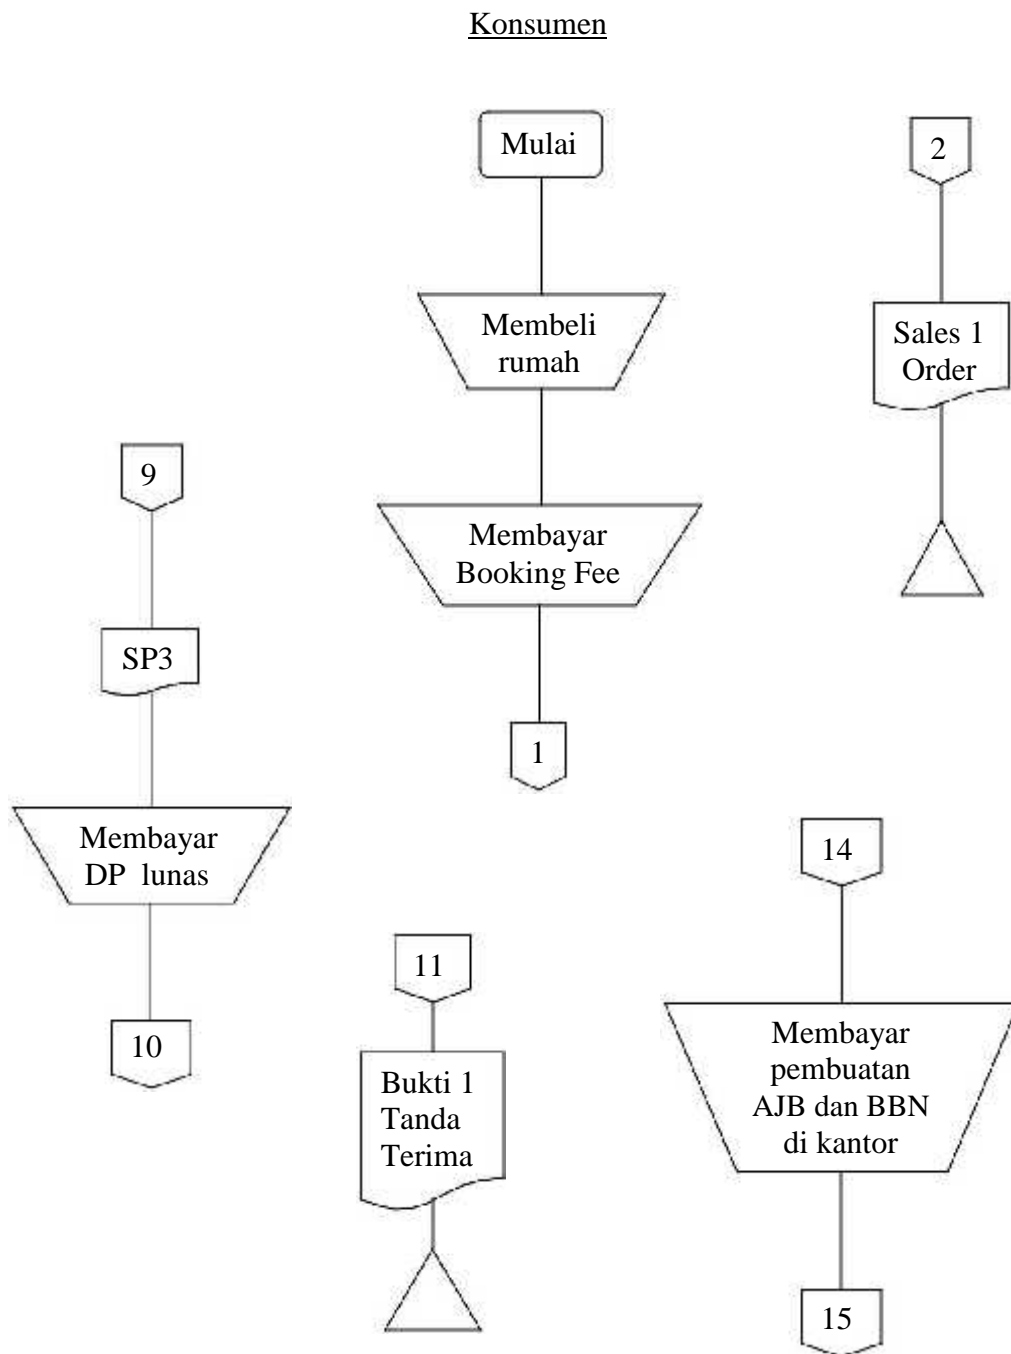 Konsumen
Mulai
2
Membeli
rumah
Sales 1
Order
9
Membayar
Booking Fee
SP3
1
Membayar
DP lunas
14
11
10
Membayar
pembuatan
AJB dan BBN
di kantor
Bukti 1
Tanda
Terima
15